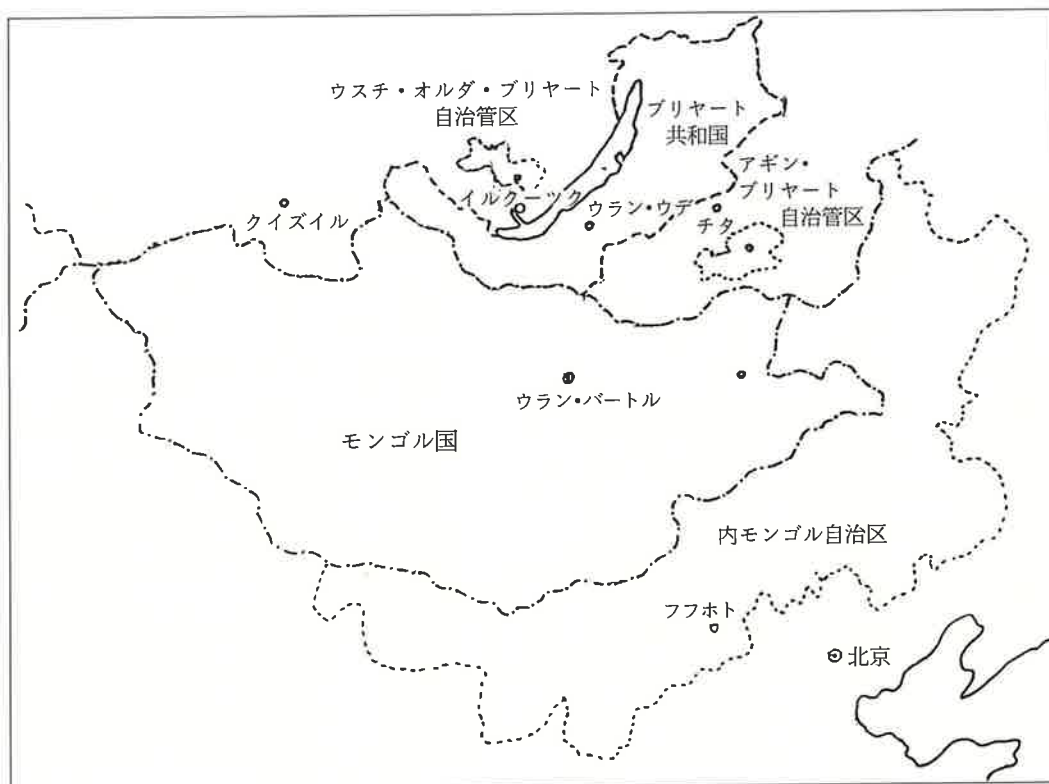 ウスチ・オルダ・ブリヤート
自治管区
ブリヤート
共和国
アギン・
ブリヤート
自治管区
イルクーツク
ウラン・ウデ
チタ
クイズイル
ウラン・バートル
モンゴル国
内モンゴル自治区
フフホト
北京